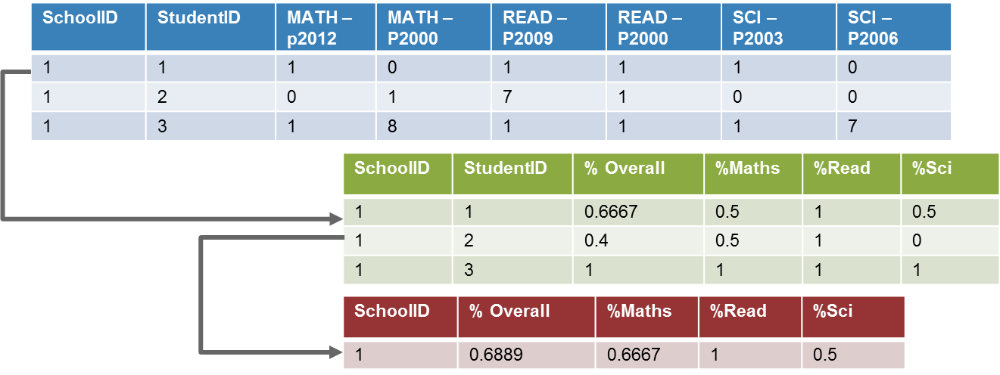 SchoolID StudentID MATH – p2012 MATH – P2000 READ – P2009 READ – P2000 SCI – P2003 SCI – P2006
1 1 1 0 1 1 1 0
1 2 0 1 7 1 0 0
1 3 1 8 1 1 1 7
SchoolID StudentID % Overall %Maths %Read %Sci
1 1 0.6667 0.5 1 0.5
1 2 0.4 0.5 1 0
1 3 1 1 1 1
SchoolID % Overall %Maths %Read %Sci
1 0.6889 0.6667 1 0.5